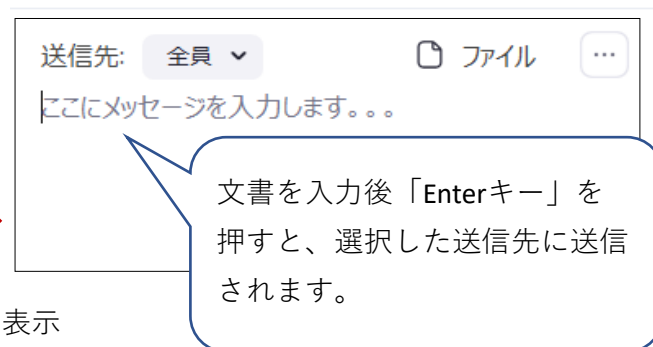 送信先: 全員 ファイル ...
ここにメッセージを入力します。。。
文書を入力後「Enterキー」を
押すと、選択した送信先に送信
されます。
表示